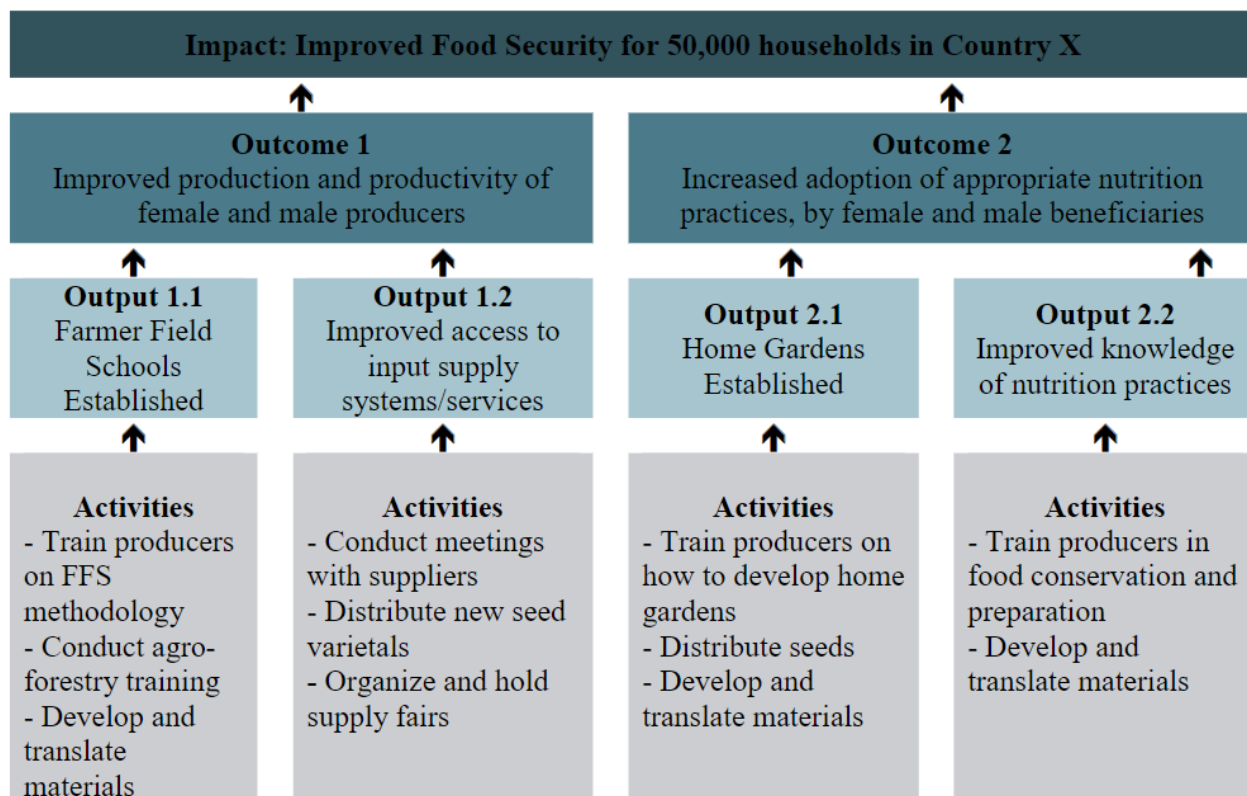 Impact: Improved Food Security for 50,000 households in Country X
Outcome 1
Improved production and productivity of
female and male producers
Outcome 2
Increased adoption of appropriate nutrition
practices, by female and male beneficiaries
Output 1.1
Farmer Field
Schools
Established
Output 1.2
Improved access to
input supply
systems/services
Output 2.1
Home Gardens
Established
Output 2.2
Improved knowledge
of nutrition practices
Activities
- Train producers
on FFS
methodology
- Conduct agro-
forestry training
- Develop and
translate
materials
Activities
- Conduct meetings
with suppliers
- Distribute new seed
varietals
- Organize and hold
supply fairs
Activities
- Train producers on
how to develop home
gardens
- Distribute seeds
- Develop and
translate materials
Activities
- Train producers in
food conservation and
preparation
- Develop and
translate materials